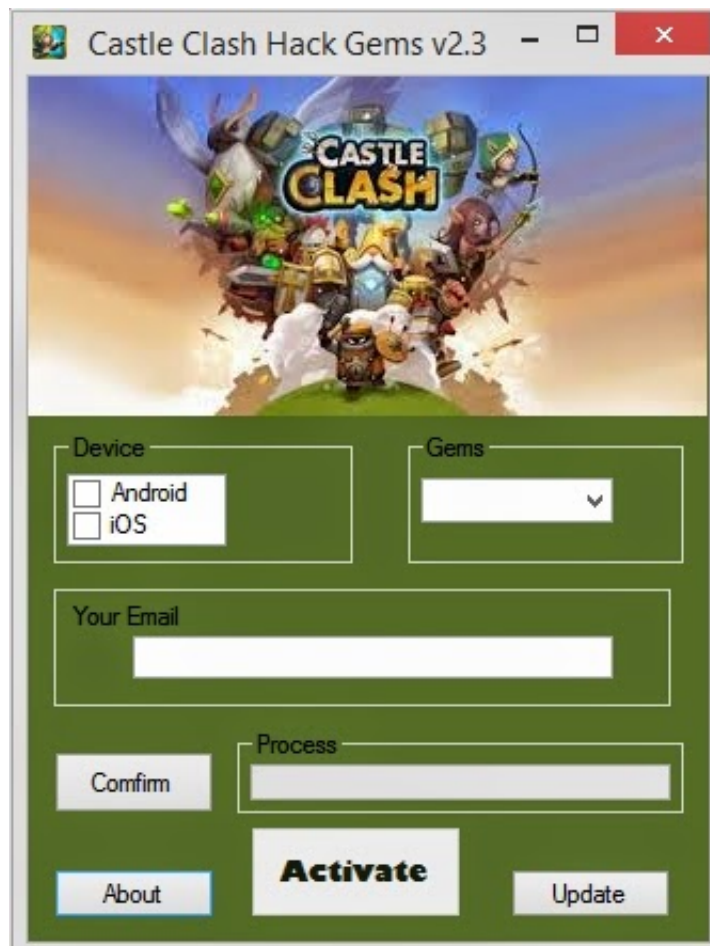 Castle Clash Hack Gems v2.3
CASTLE
CLASH
Device
Gems
Android
iOS
Your Email
Process
Comfirm
Activate
About
Update